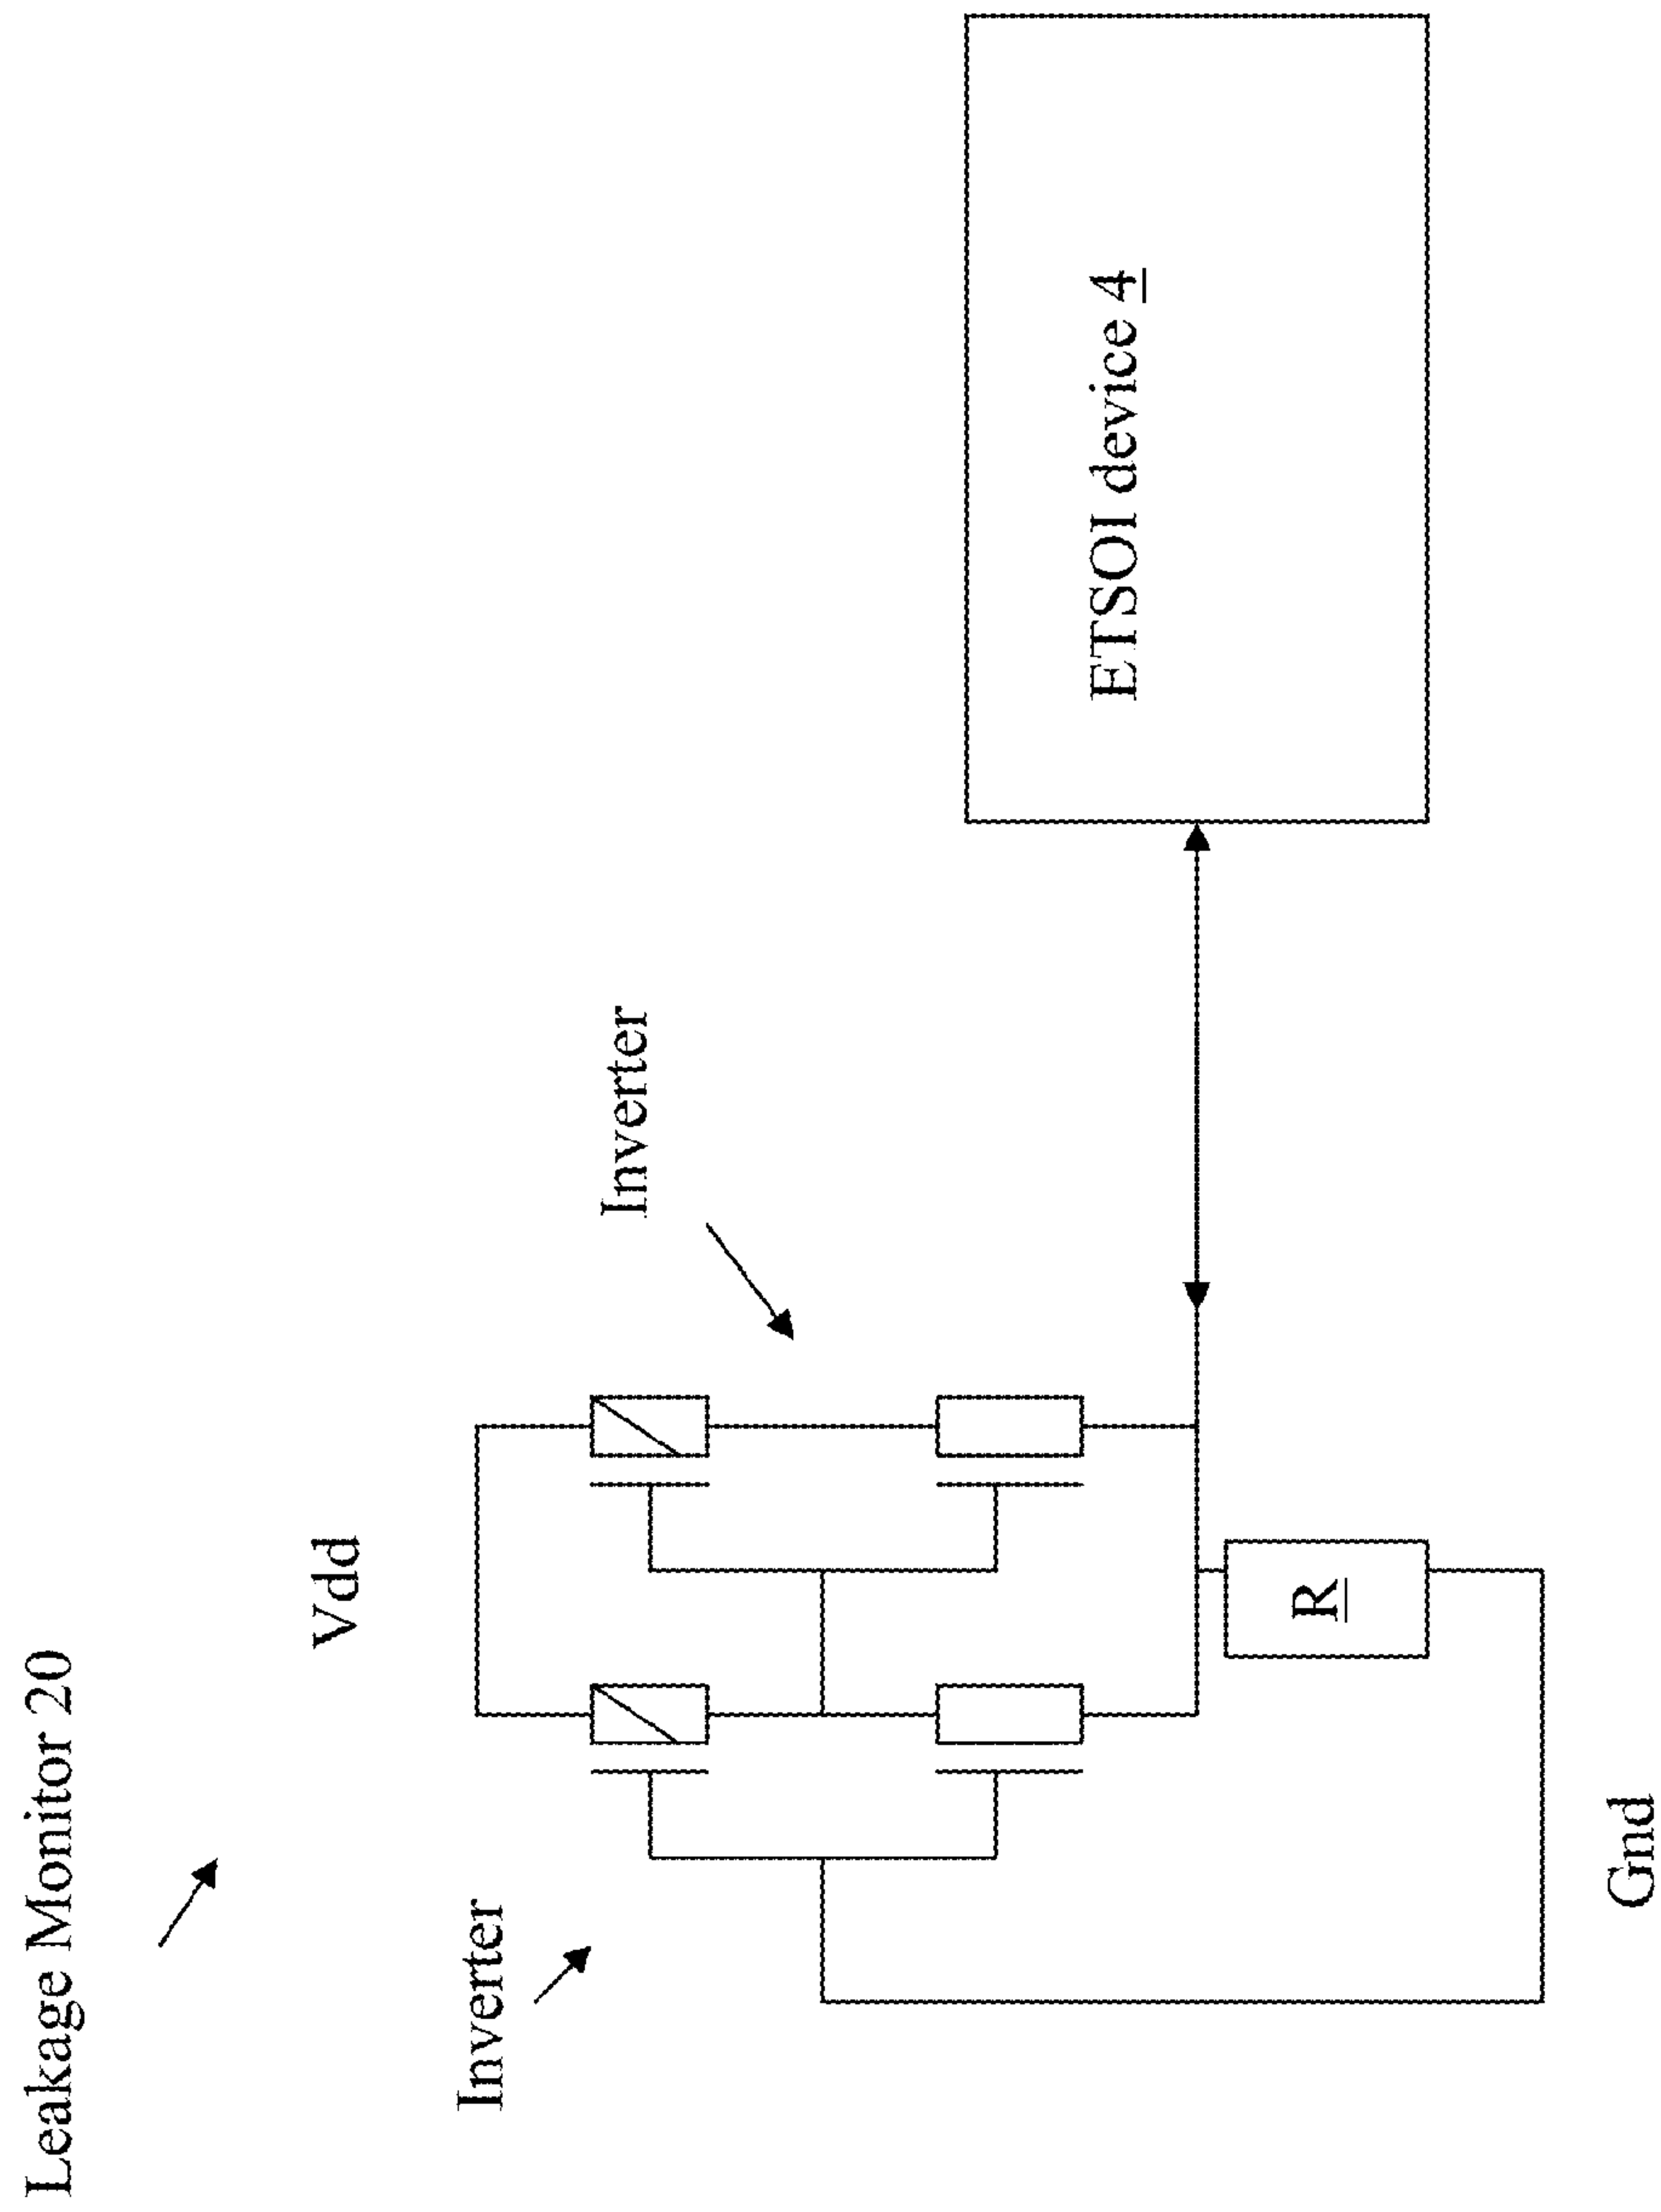 Leakage Monitor 20
Vdd
Inverter
Inverter
ETSOI device 4
R
Gnd